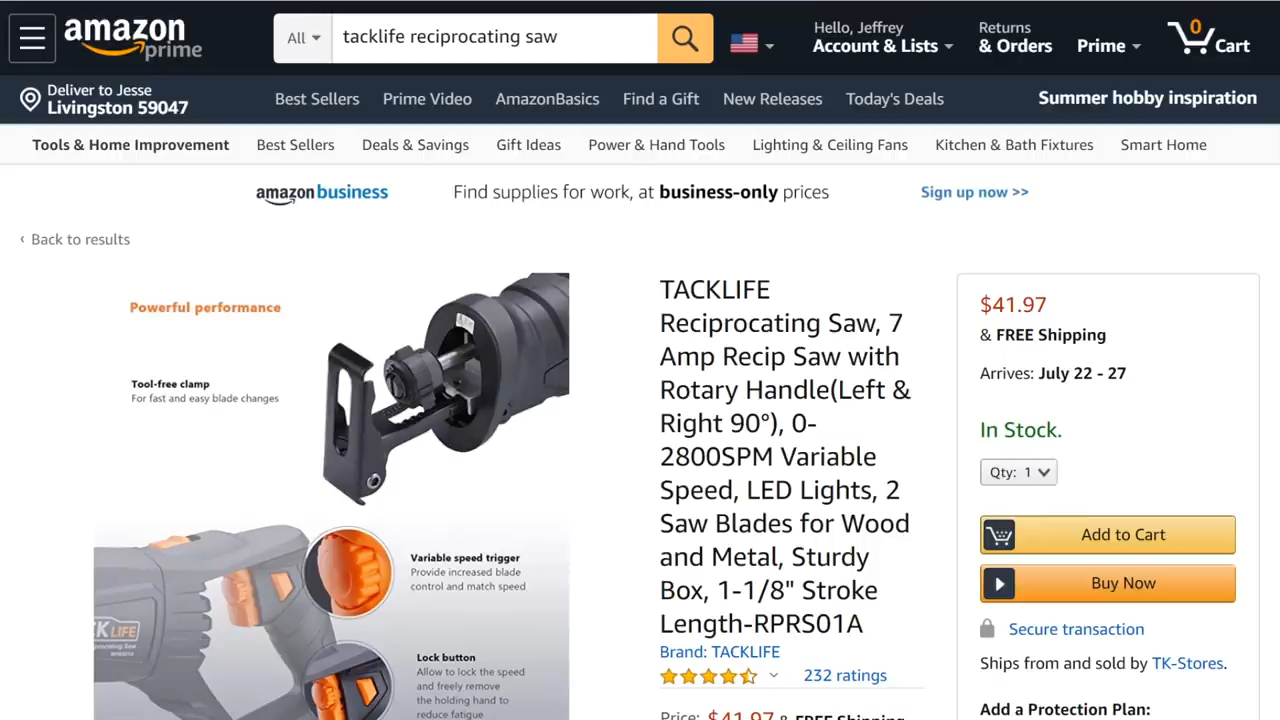 amazon prime
All
tacklife reciprocating saw
Hello, Jeffrey
Account & Lists
Returns
& Orders
Prime
0
Cart
Deliver to Jesse
Livingston 59047
Best Sellers
Prime Video
AmazonBasics
Find a Gift
New Releases
Today's Deals
Summer hobby inspiration
Tools & Home Improvement
Best Sellers
Deals & Savings
Gift Ideas
Power & Hand Tools
Lighting & Ceiling Fans
Kitchen & Bath Fixtures
Smart Home
amazon business
Find supplies for work, at business-only prices
Sign up now >>
‹ Back to results
Powerful performance
Tool-free clamp
For fast and easy blade changes
Variable speed trigger
Provide increased blade
control and match speed
CKLIFE
Lock button
Allow to lock the speed
and freely remove
the holding hand to
reduce fatigue
TACKLIFE
Reciprocating Saw, 7
Amp Recip Saw with
Rotary Handle(Left &
Right 90°), 0-
2800SPM Variable
Speed, LED Lights, 2
Saw Blades for Wood
and Metal, Sturdy
Box, 1-1/8" Stroke
Length-RPRS01A
Brand: TACKLIFE
232 ratings
Price: $41.97 & FREE Shipping
$41.97
& FREE Shipping
Arrives: July 22 - 27
In Stock.
Qty: 1
Add to Cart
Buy Now
Secure transaction
Ships from and sold by TK-Stores.
Add a Protection Plan: